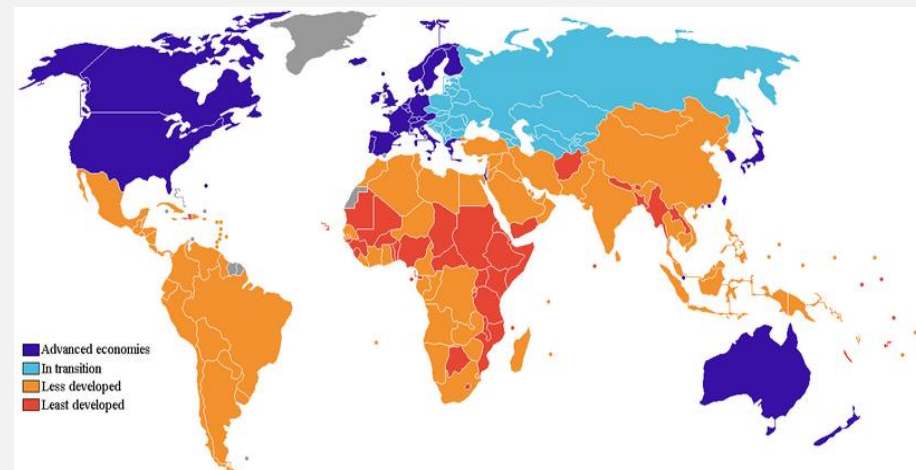 Advanced economies
In transition
Less developed
Least developed